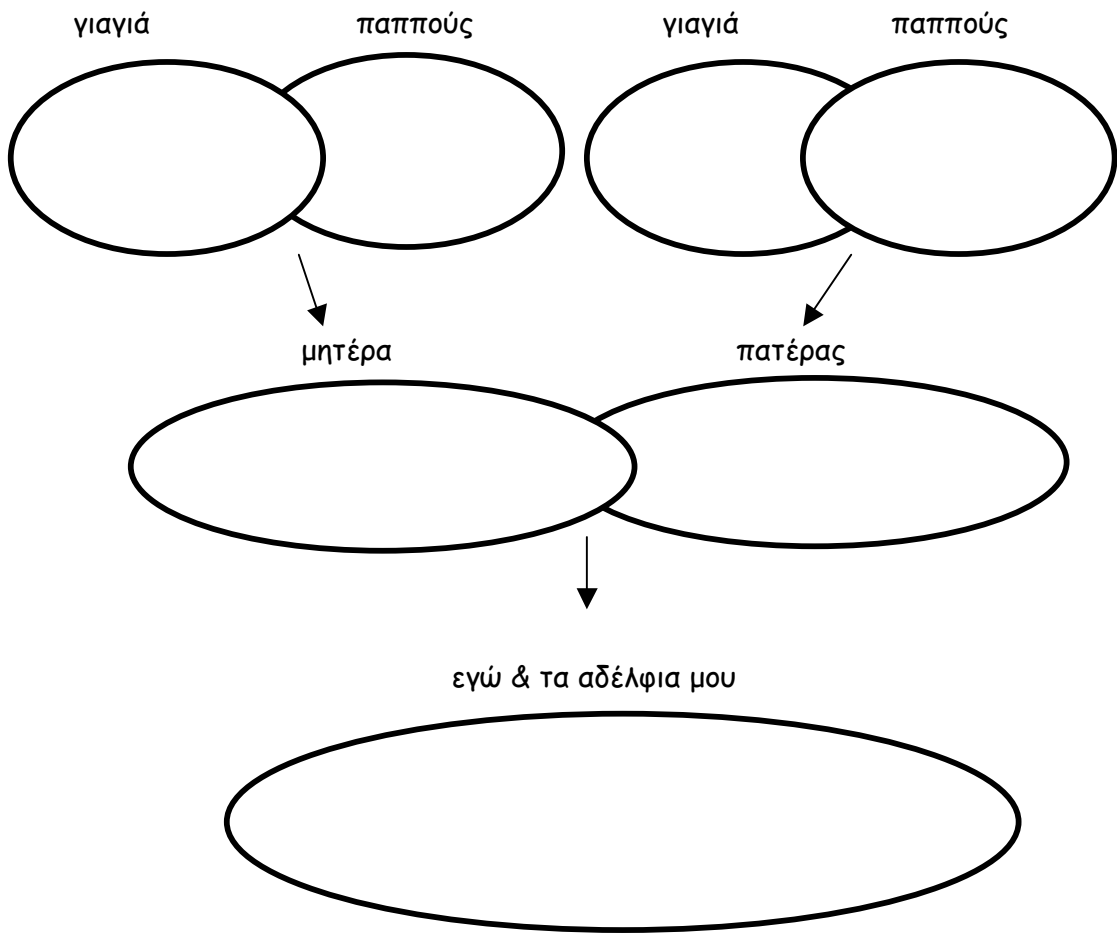 γιαγιά παππούς γιαγιά παππούς
μητέρα πατέρας
εγώ & τα αδέλφια μου